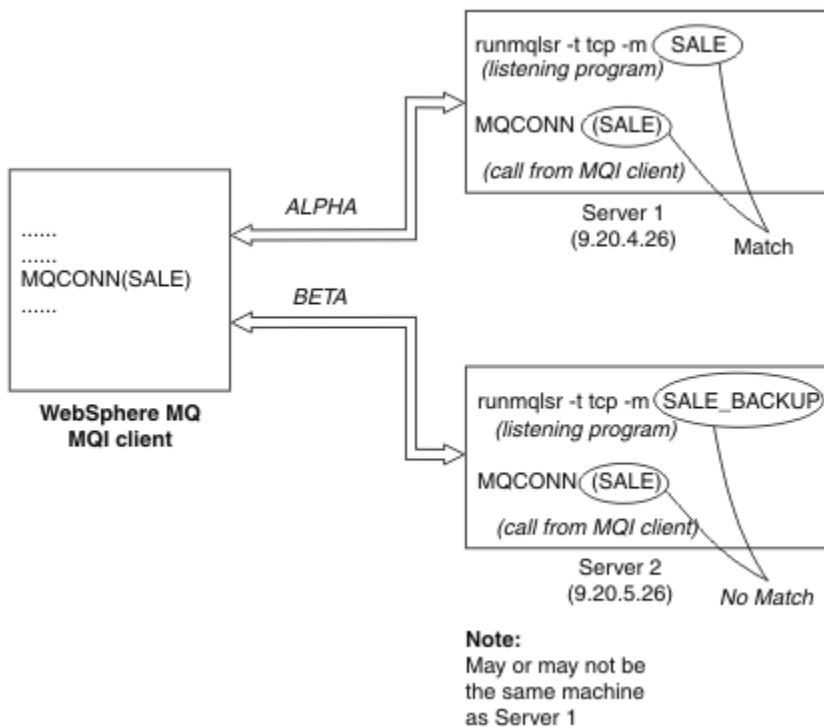 runmqlsr -t tcp -m SALE
(listening program)
MQCONN (SALE)
(call from MQI client)
Server 1
(9.20.4.26)
Match
ALPHA
......
......
MQCONN(SALE)
......
BETA
WebSphere MQ
MQI client
runmqlsr -t tcp -m SALE_BACKUP
(listening program)
MQCONN (SALE)
(call from MQI client)
Server 2
(9.20.5.26)
No Match
Note:
May or may not be
the same machine
as Server 1